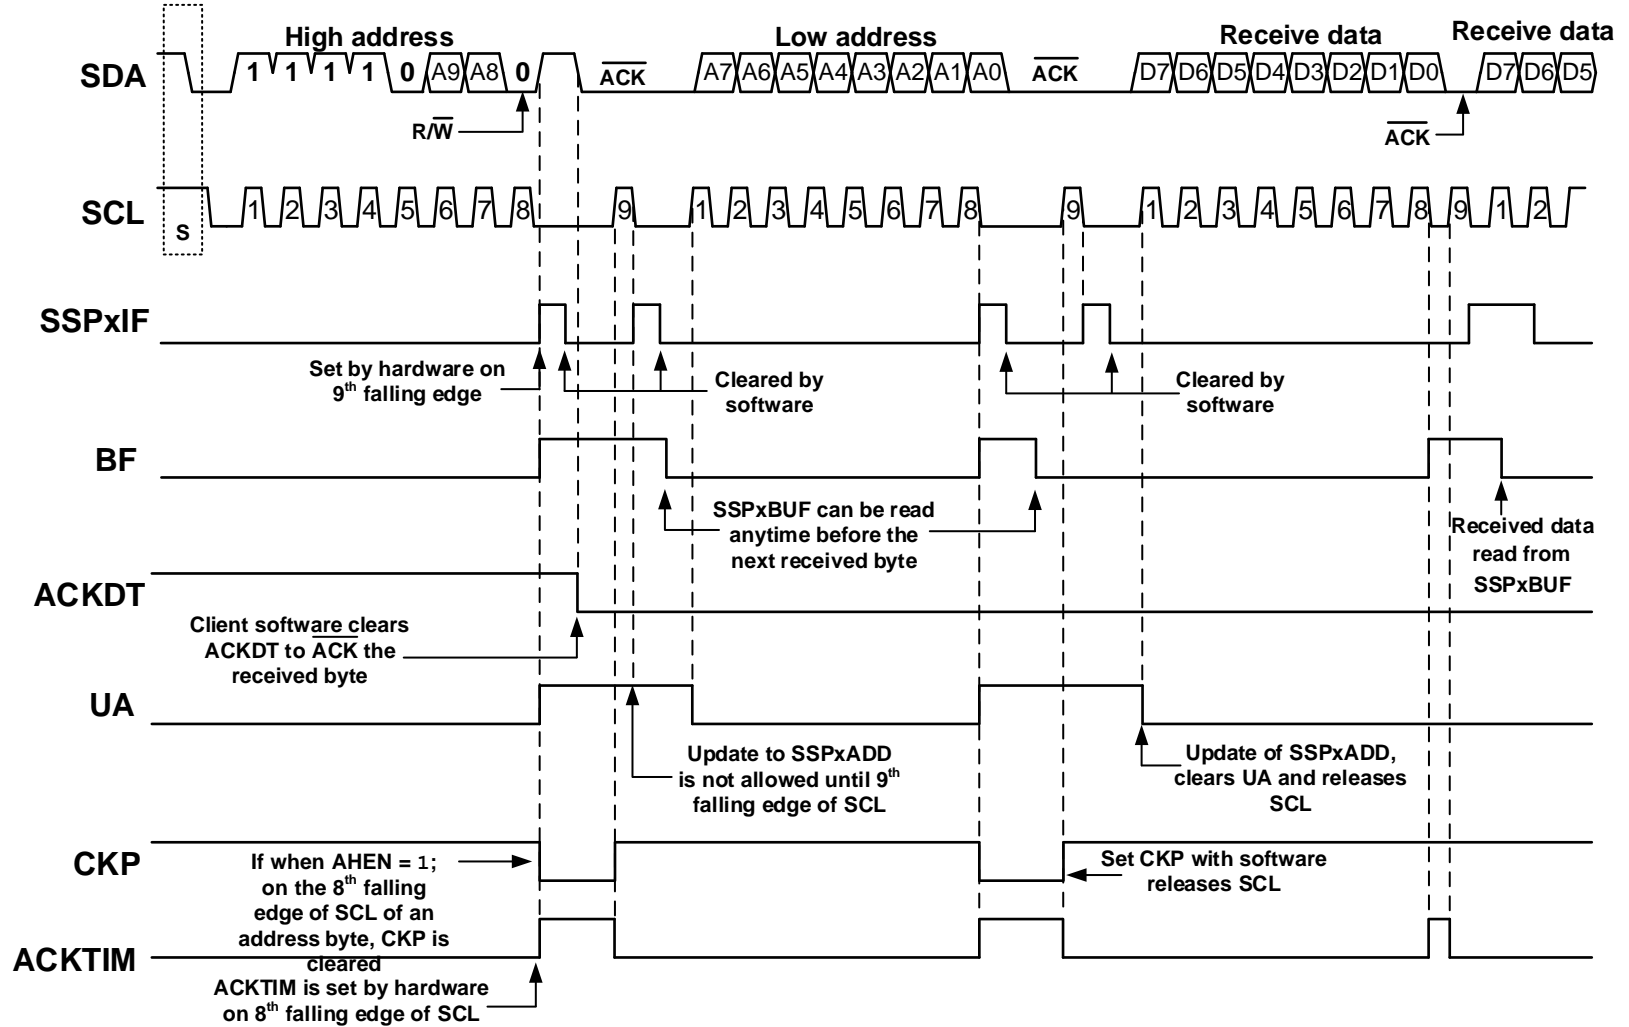 High address
Low address
Receive data
Receive data
SDA
1 1 1 1 0 A9 A8 0
ACK
A7 A6 A5 A4 A3 A2 A1 A0
ACK
D7 D6 D5 D4 D3 D2 D1 D0
D7 D6 D5
R/W
ACK
SCL
S
1 2 3 4 5 6 7 8
9
1 2 3 4 5 6 7 8
9
1 2 3 4 5 6 7 8 9 1 2
SSPxIF
Set by hardware on
9th falling edge
Cleared by
software
Cleared by
software
BF
SSPxBUF can be read
anytime before the
next received byte
Received data
read from
SSPxBUF
ACKDT
Client software clears
ACKDT to ACK the
received byte
UA
Update to SSPxADD
is not allowed until 9th
falling edge of SCL
Update of SSPxADD,
clears UA and releases
SCL
CKP
If when AHEN = 1;
on the 8th falling
edge of SCL of an
address byte, CKP is
cleared
Set CKP with software
releases SCL
ACKTIM
ACKTIM is set by hardware
on 8th falling edge of SCL